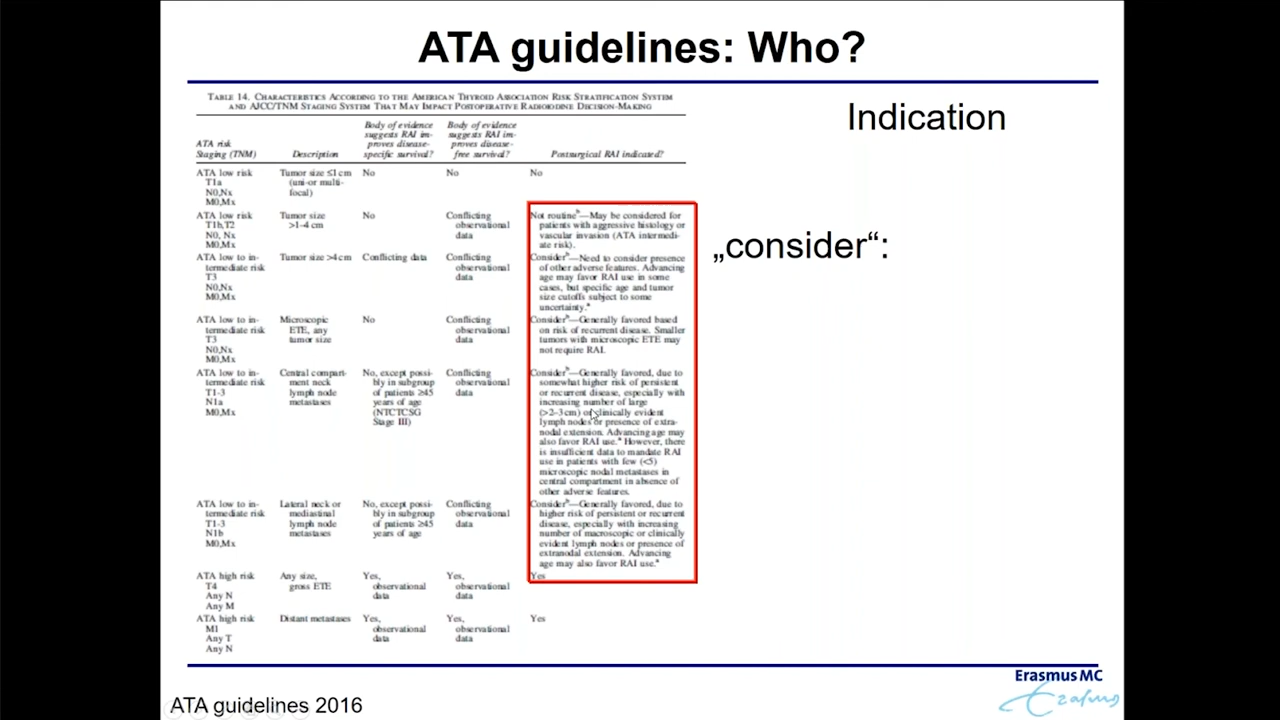 ATA guidelines: Who?
TABLE 14. CHARACTERISTICS ACCORDING TO THE AMERICAN THYROID ASSOCIATION RISK STRATIFICATION SYSTEM
AND AJCC/TNM STAGING SYSTEM THAT MAY IMPACT POSTOPERATIVE RADIOIODINE DECISION-MAKING
ATA risk
Staging (TNM)
Description
Body of evidence
suggests RAI im-
proves disease-
specific survival?
Body of evidence
suggests RAI im-
proves disease-
free survival?
Postsurgical RAI indicated?
ATA low risk
T1a
N0,Nx
M0,Mx
Tumor size ≤1 cm
(uni-or multi-
focal)
No
No
No
ATA low risk
T1b,T2
N0, Nx
M0,Mx
Tumor size
>1-4 cm
No
Conflicting
observational
data
Not routineᵇ—May be considered for
patients with aggressive histology or
vascular invasion (ATA intermedi-
ate risk).
ATA low to in-
termediate risk
T3
N0,Nx
M0,Mx
Tumor size >4 cm
Conflicting data
Conflicting
observational
data
Considerᵇ—Need to consider presence
of other adverse features. Advancing
age may favor RAI use in some
cases, but specific age and tumor
size cutoffs subject to some
uncertainty.ᵃ
ATA low to in-
termediate risk
T3
N0,Nx
M0,Mx
Microscopic
ETE, any
tumor size
No
Conflicting
observational
data
Considerᵇ—Generally favored based
on risk of recurrent disease. Smaller
tumors with microscopic ETE may
not require RAI.
ATA low to in-
termediate risk
T1-3
N1a
M0,Mx
Central compart-
ment neck
lymph node
metastases
No, except possi-
bly in subgroup
of patients ≥45
years of age
(NTCTCSG
Stage III)
Conflicting
observational
data
Considerᵇ—Generally favored, due to
somewhat higher risk of persistent
or recurrent disease, especially with
increasing number of large
(>2–3 cm) or clinically evident
lymph nodes or presence of extra-
nodal extension. Advancing age may
also favor RAI use.ᵃ However, there
is insufficient data to mandate RAI
use in patients with few (<5)
microscopic nodal metastases in
central compartment in absence of
other adverse features.
ATA low to in-
termediate risk
T1-3
N1b
M0,Mx
Lateral neck or
mediastinal
lymph node
metastases
No, except possi-
bly in subgroup
of patients ≥45
years of age
Conflicting
observational
data
Considerᵇ—Generally favored, due to
higher risk of persistent or recurrent
disease, especially with increasing
number of macroscopic or clinically
evident lymph nodes or presence of
extranodal extension. Advancing
age may also favor RAI use.ᵃ
ATA high risk
T4
Any N
Any M
Any size,
gross ETE
Yes,
observational
data
Yes,
observational
data
Yes
ATA high risk
M1
Any T
Any N
Distant metastases
Yes,
observational
data
Yes,
observational
data
Yes
Indication
„consider“:
Erasmus MC
Erasmus
ATA guidelines 2016